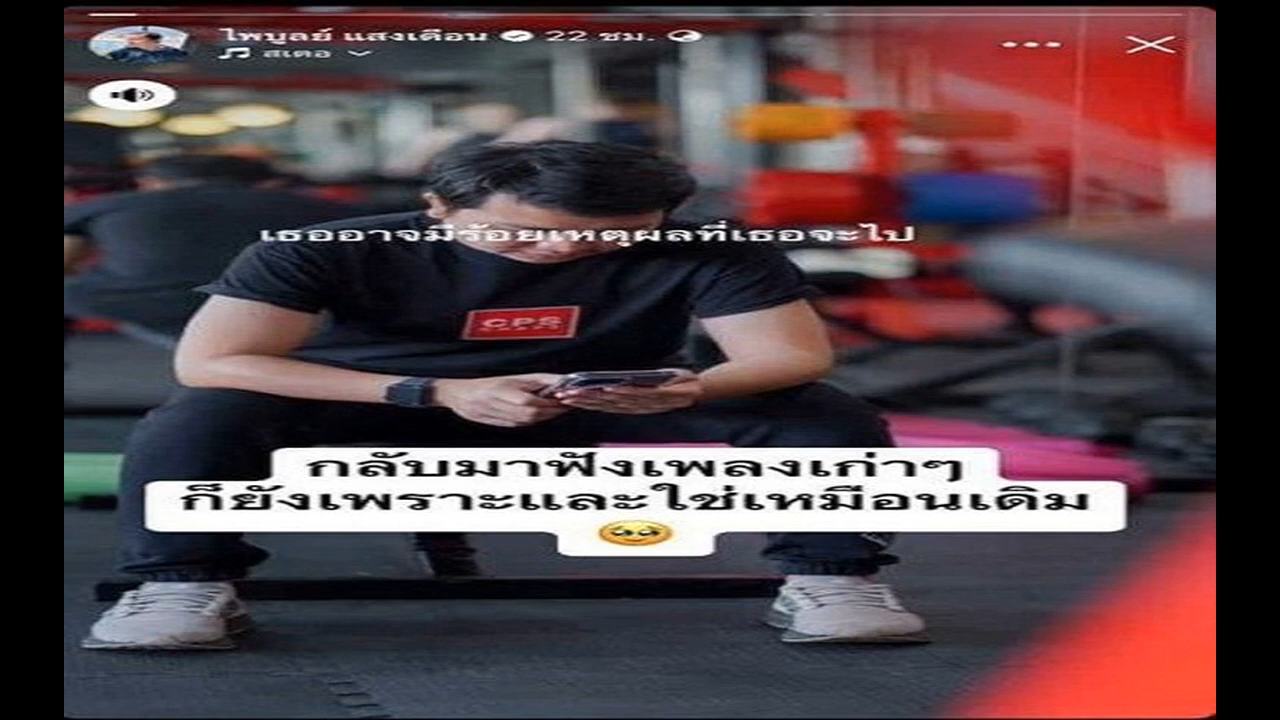 ไพบูลย์ แสงเดือน 22 ชม.
สเตอ
เธออาจมีร้อยเหตุผลที่เธอจะไป
CPS
กลับมาฟังเพลงเก่าๆ
ก็ยังเพราะและใช่เหมือนเดิม